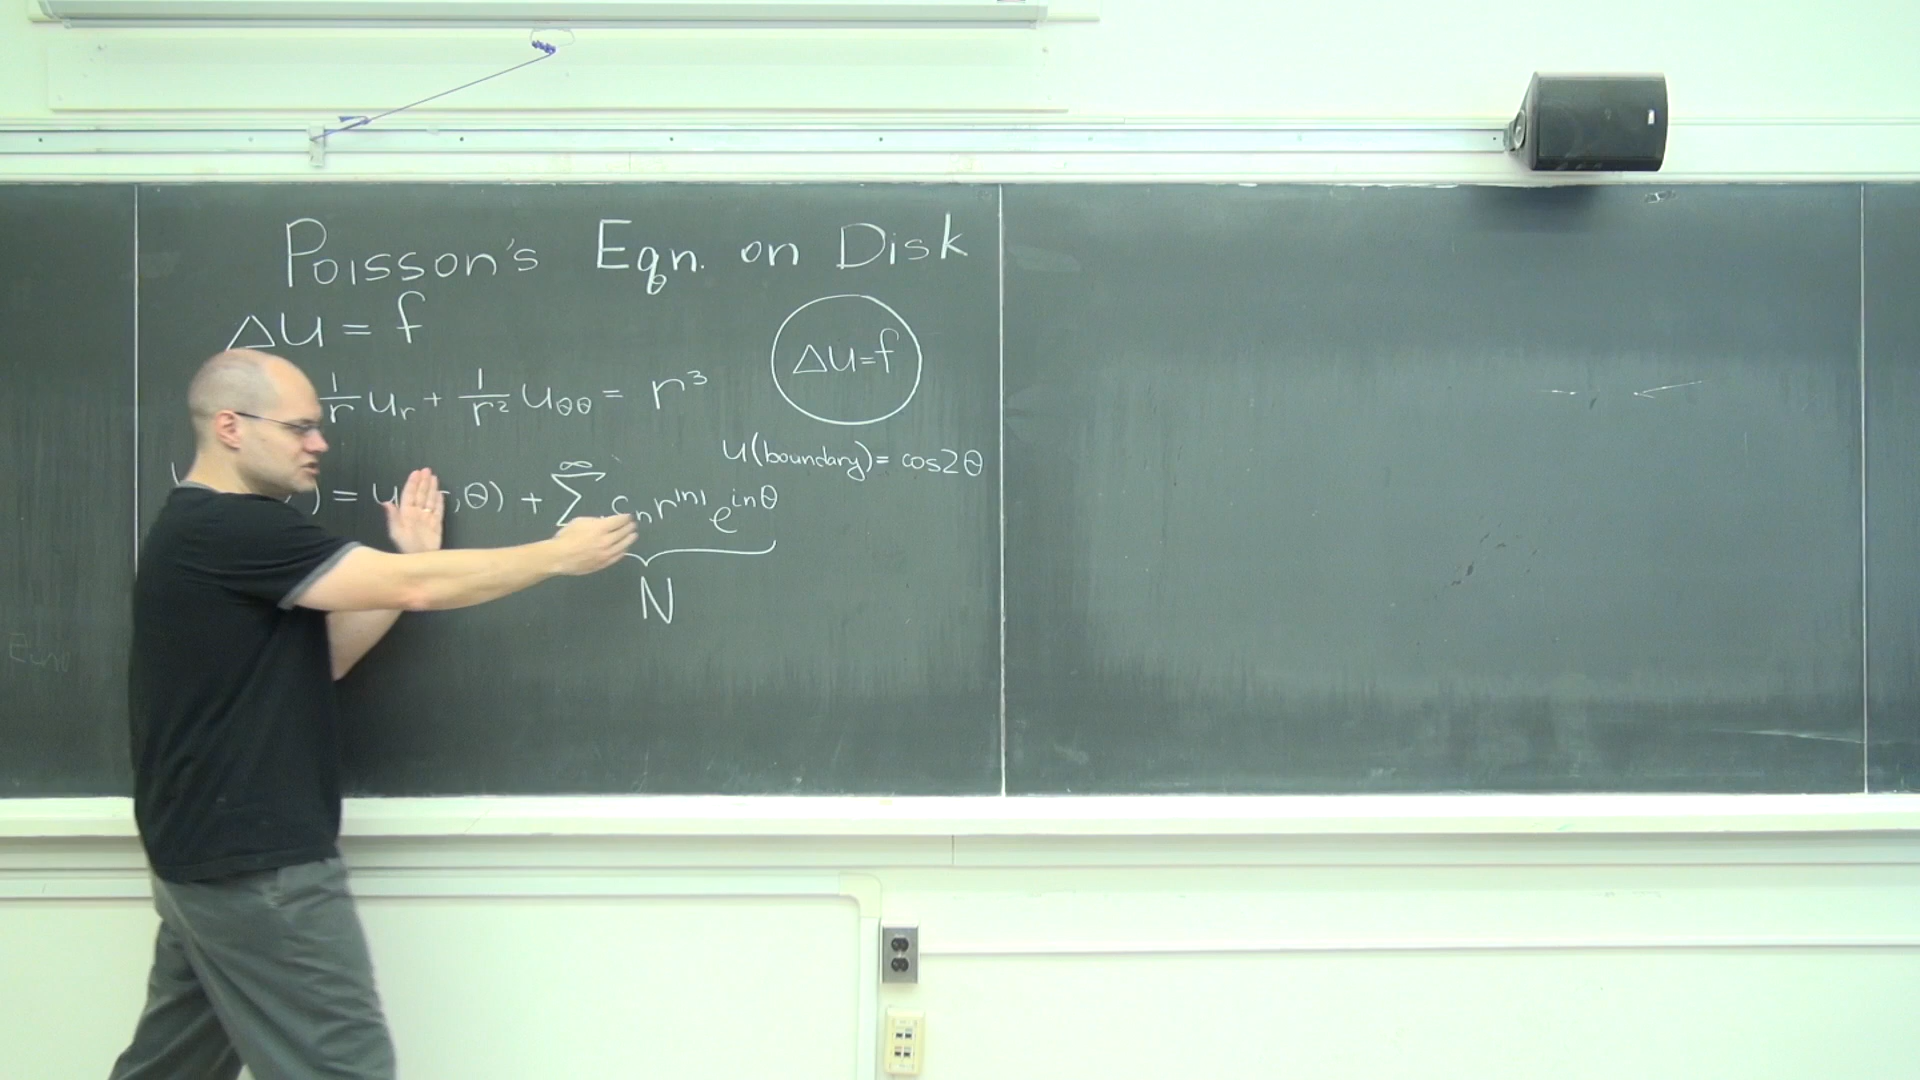 Poisson's Eqn. on Disk
Δu = f
Δu=f
1/r u_r + 1/r² u_θθ = r³
u(boundary) = cos2θ
) = u( ,θ) + ∑ ∞ c_n r^|n| e^inθ
N